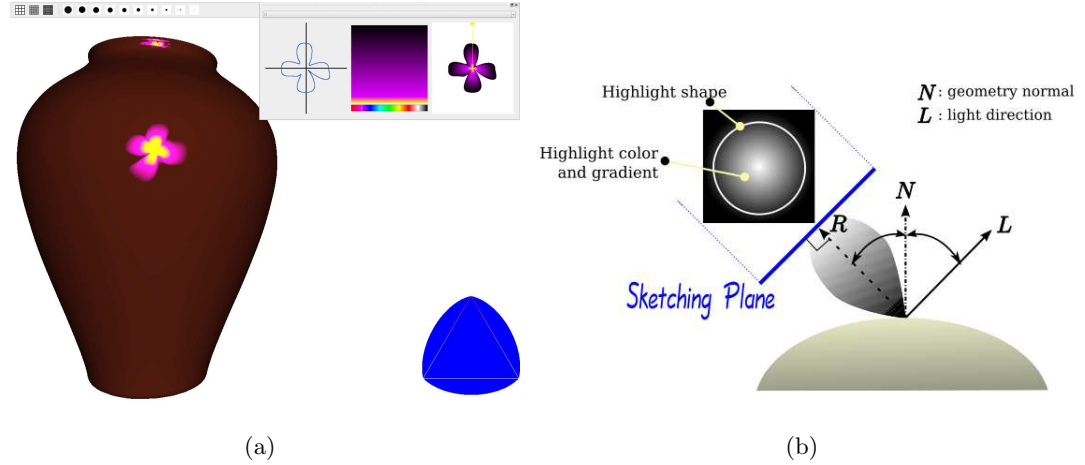 Highlight shape
Highlight color
and gradient
N : geometry normal
L : light direction
N
R
L
Sketching Plane
(a)
(b)